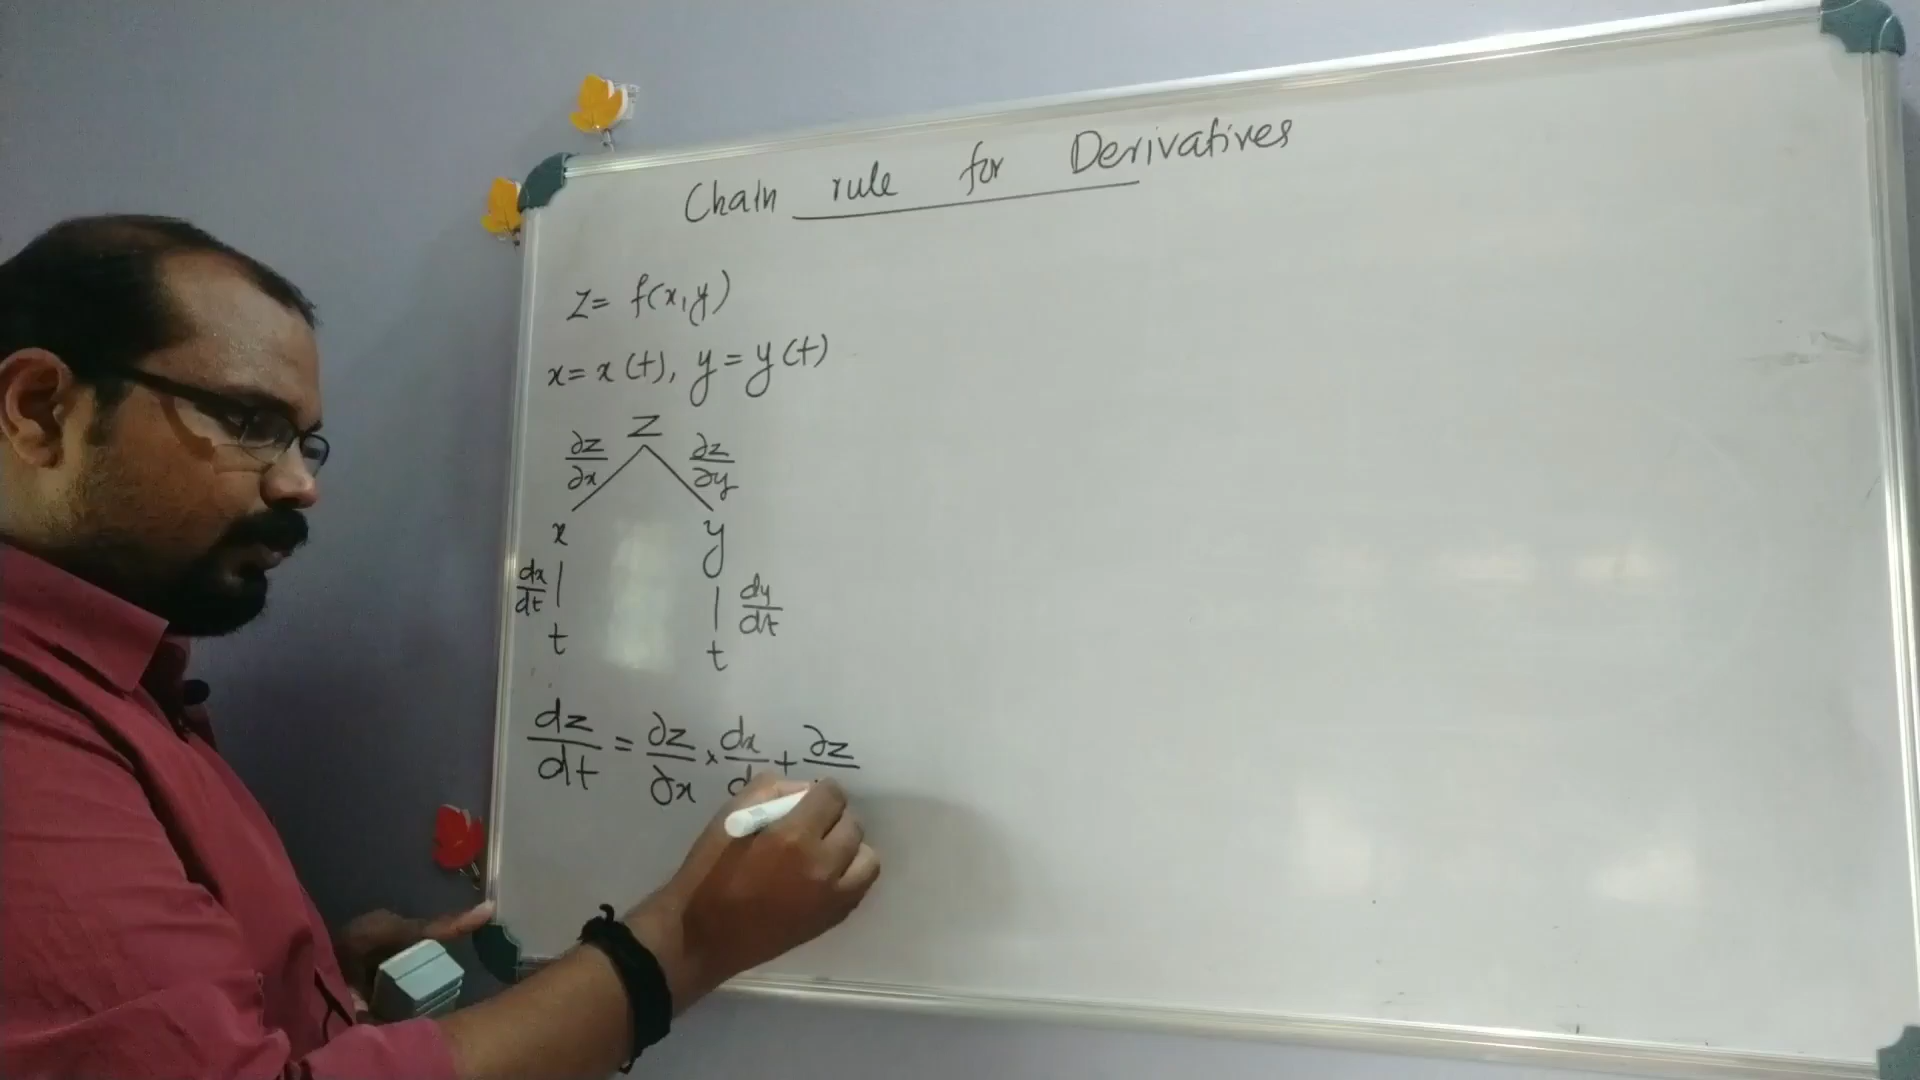 Chain rule for Derivatives
z = f(x,y)
x = x(t), y = y(t)
z
∂z/∂x ∂z/∂y
x y
dx/dt dy/dt
t t
dz/dt = ∂z/∂x × dx/d + ∂z/